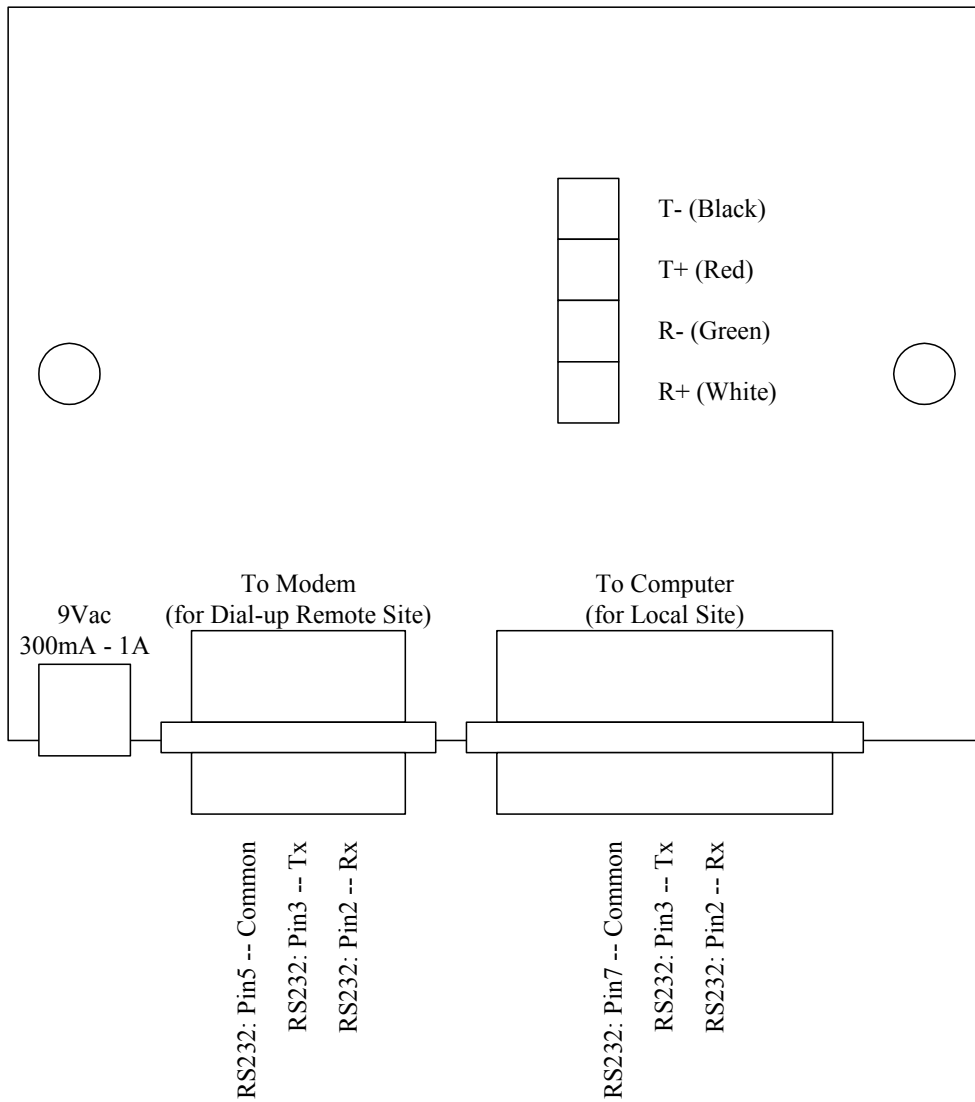 T- (Black)
T+ (Red)
R- (Green)
R+ (White)
9Vac
300mA - 1A
To Modem
(for Dial-up Remote Site)
To Computer
(for Local Site)
RS232: Pin5 -- Common
RS232: Pin3 -- Tx
RS232: Pin2 -- Rx
RS232: Pin7 -- Common
RS232: Pin3 -- Tx
RS232: Pin2 -- Rx